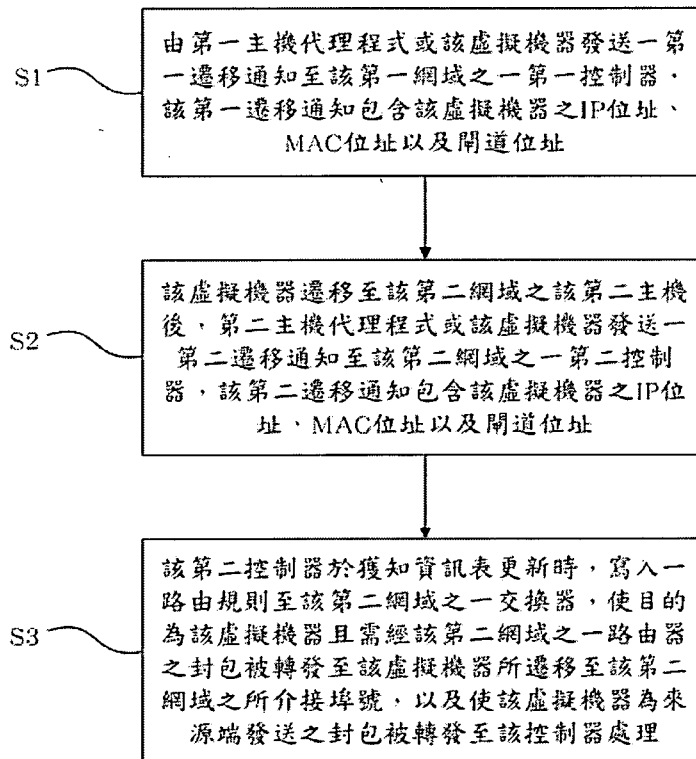 S1
由第一主機代理程式或該虛擬機器發送一第
一遷移通知至該第一網域之一第一控制器，
該第一遷移通知包含該虛擬機器之IP位址、
MAC位址以及閘道位址
S2
該虛擬機器遷移至該第二網域之該第二主機
後，第二主機代理程式或該虛擬機器發送一
第二遷移通知至該第二網域之一第二控制
器，該第二遷移通知包含該虛擬機器之IP位
址、MAC位址以及閘道位址
S3
該第二控制器於獲知資訊表更新時，寫入一
路由規則至該第二網域之一交換器，使目的
為該虛擬機器且需經該第二網域之一路由器
之封包被轉發至該虛擬機器所遷移至該第二
網域之所介接埠號，以及使該虛擬機器為來
源端發送之封包被轉發至該控制器處理